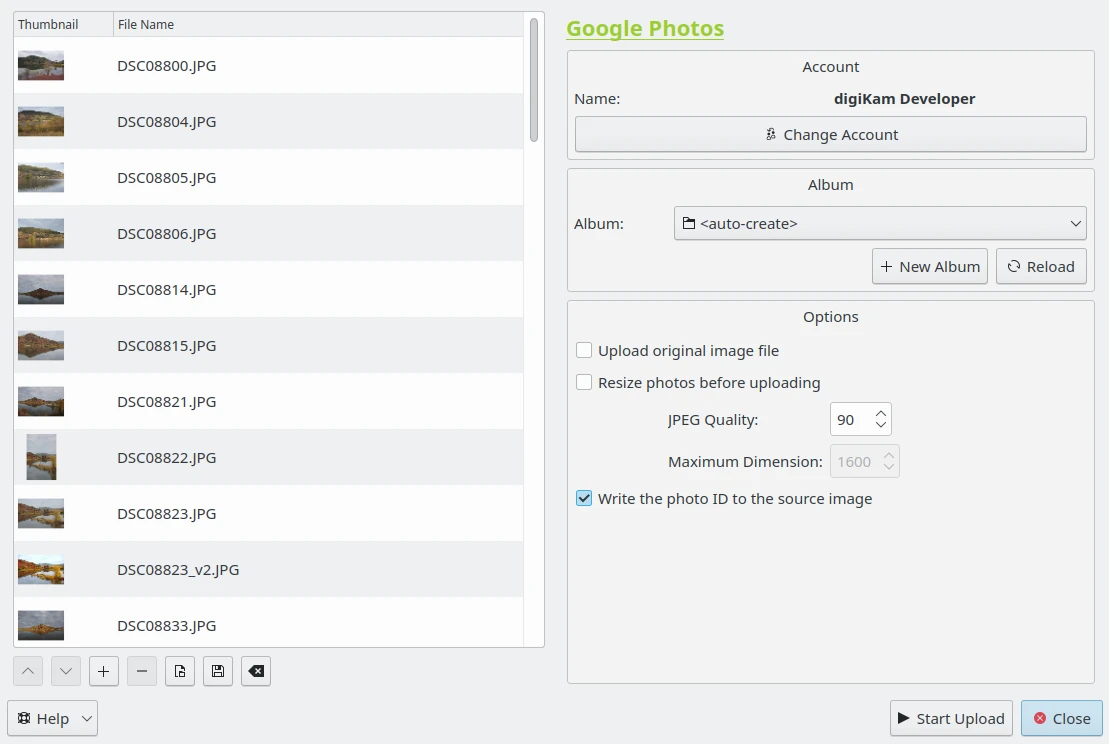 Thumbnail File Name
DSC08800.JPG
DSC08804.JPG
DSC08805.JPG
DSC08806.JPG
DSC08814.JPG
DSC08815.JPG
DSC08821.JPG
DSC08822.JPG
DSC08823.JPG
DSC08823_v2.JPG
DSC08833.JPG
Help
Google Photos
Account
Name: digiKam Developer
Change Account
Album
Album: <auto-create>
New Album Reload
Options
Upload original image file
Resize photos before uploading
JPEG Quality: 90
Maximum Dimension: 1600
Write the photo ID to the source image
Start Upload Close